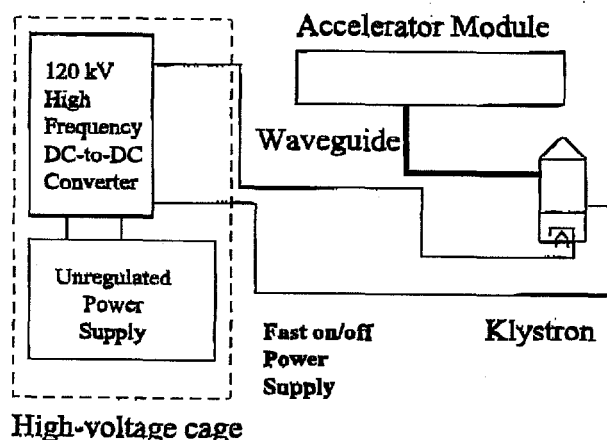 Accelerator Module
120 kV
High
Frequency
DC-to-DC
Converter
Waveguide
Unregulated
Power
Supply
Fast on/off
Power
Supply
Klystron
High-voltage cage